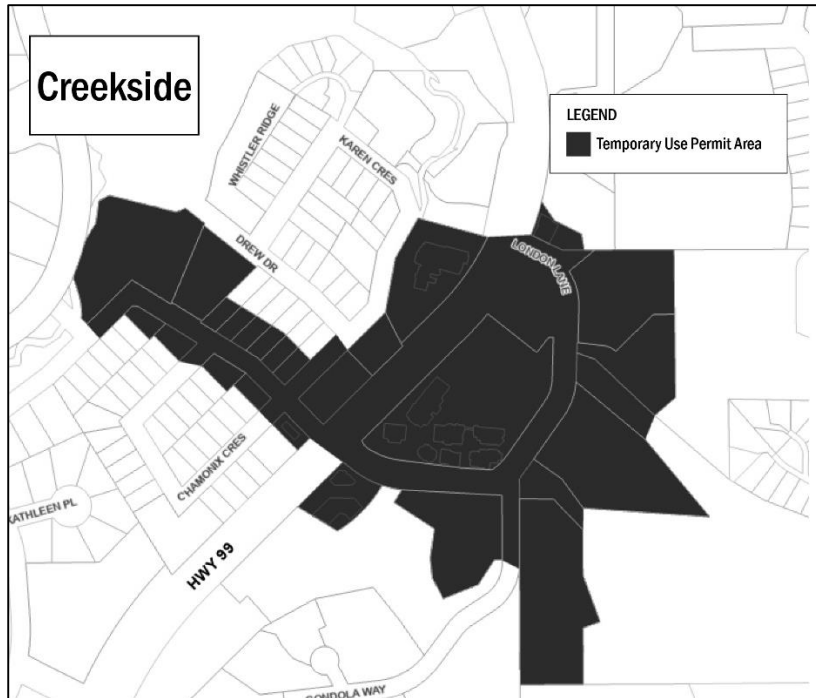 Creekside
LEGEND
Temporary Use Permit Area
WHISTLER RIDGE
KAREN CRES
DREW DR
LONDON LANE
CHAMONIX CRES
KATHLEEN PL
HWY 99
GONDOLA WAY